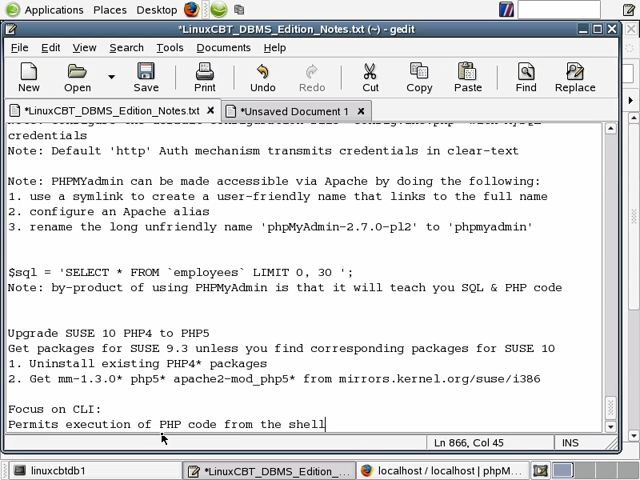 Applications Places Desktop
*LinuxCBT_DBMS_Edition_Notes.txt (~) - gedit
File Edit View Search Tools Documents Help
New Open Save Print Undo Redo Cut Copy Paste Find Replace
*LinuxCBT_DBMS_Edition_Notes.txt *Unsaved Document 1
credentials
Note: Default 'http' Auth mechanism transmits credentials in clear-text
Note: PHPMYadmin can be made accessible via Apache by doing the following:
1. use a symlink to create a user-friendly name that links to the full name
2. configure an Apache alias
3. rename the long unfriendly name 'phpMyAdmin-2.7.0-pl2' to 'phpmyadmin'
$sql = 'SELECT * FROM `employees` LIMIT 0, 30 ';
Note: by-product of using PHPMyAdmin is that it will teach you SQL & PHP code
Upgrade SUSE 10 PHP4 to PHP5
Get packages for SUSE 9.3 unless you find corresponding packages for SUSE 10
1. Uninstall existing PHP4* packages
2. Get mm-1.3.0* php5* apache2-mod_php5* from mirrors.kernel.org/suse/i386
Focus on CLI:
Permits execution of PHP code from the shell
Ln 866, Col 45 INS
linuxcbtdb1 *LinuxCBT_DBMS_Edition_... localhost / localhost | phpM...